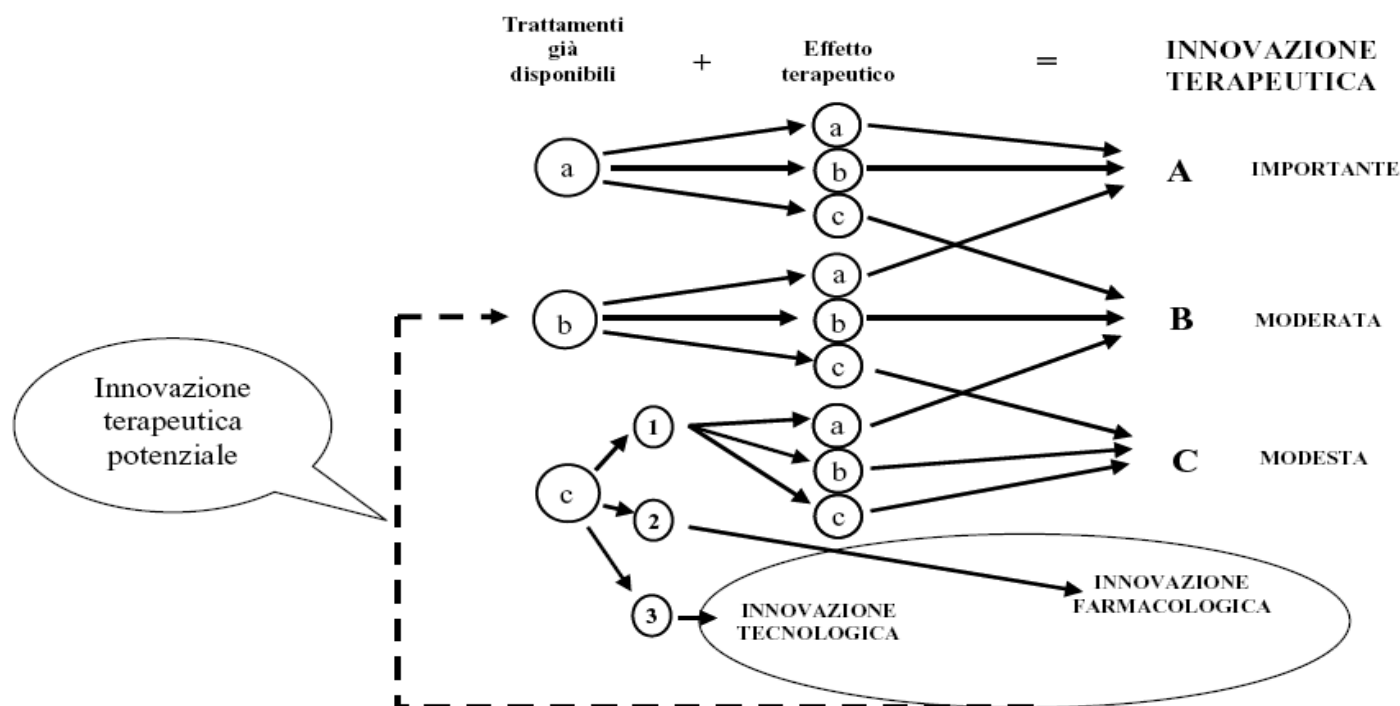 Trattamenti
già
disponibili
+
Effetto
terapeutico
=
INNOVAZIONE
TERAPEUTICA
a
a
b
c
A
IMPORTANTE
b
a
b
c
B
MODERATA
Innovazione
terapeutica
potenziale
c
1
2
3
a
b
c
C
MODESTA
INNOVAZIONE
TECNOLOGICA
INNOVAZIONE
FARMACOLOGICA